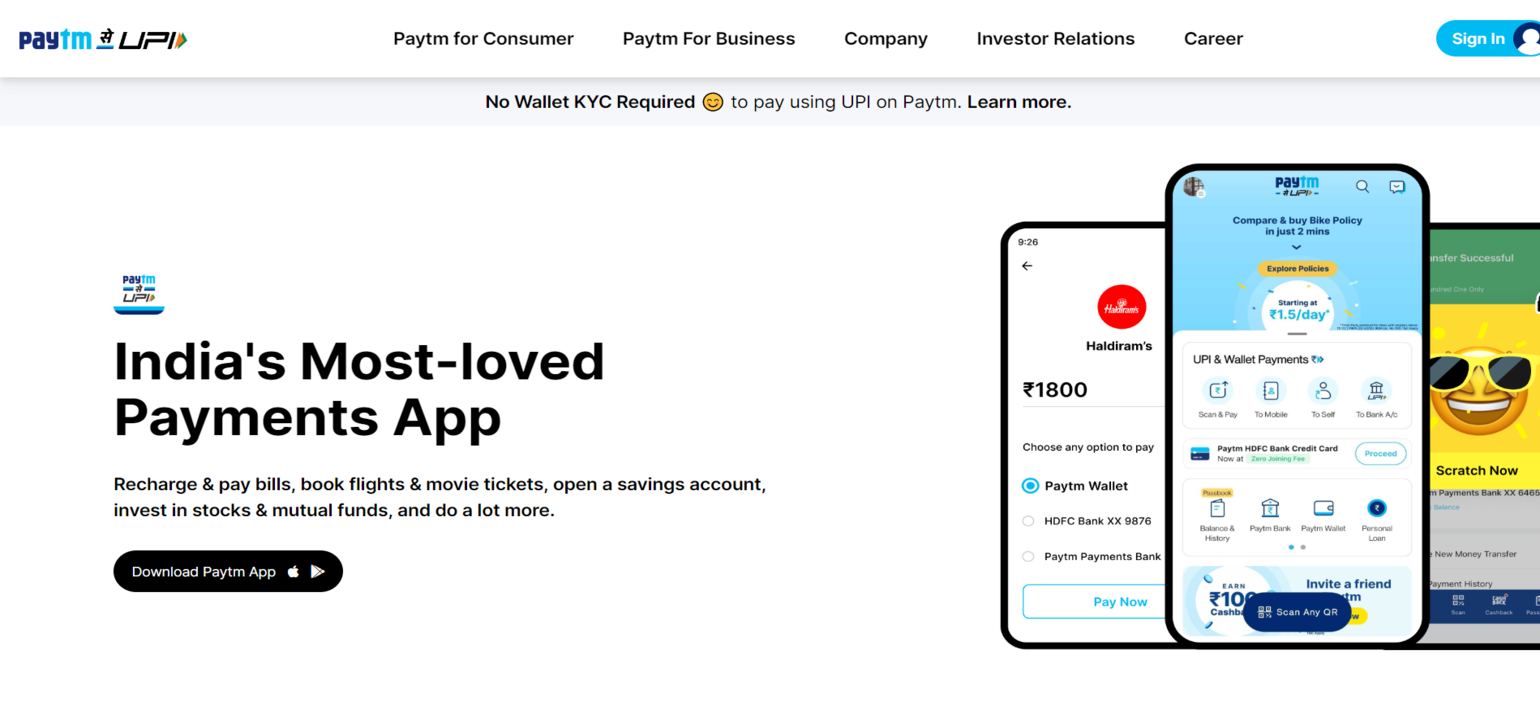 paytm से UPI
Paytm for Consumer
Paytm For Business
Company
Investor Relations
Career
Sign In
No Wallet KYC Required 😊 to pay using UPI on Paytm. Learn more.
paytm
से
UPI
India's Most-loved
Payments App
Recharge & pay bills, book flights & movie tickets, open a savings account,
invest in stocks & mutual funds, and do a lot more.
Download Paytm App
9:26
Haldiram's
Haldiram's
₹1800
Choose any option to pay
Paytm Wallet
HDFC Bank XX 9876
Paytm Payments Bank
Pay Now
paytm
से UPI
Compare & buy Bike Policy
in just 2 mins
Explore Policies
Starting at
₹1.5/day*
UPI & Wallet Payments
Scan & Pay
To Mobile
To Self
To Bank A/c
Paytm HDFC Bank Credit Card
Now at Zero Joining Fee
Proceed
Passbook
Balance &
History
Paytm Bank
Paytm Wallet
Personal
Loan
EARN
₹100
Cashba
Invite a friend
tm
w
Scan Any QR
ansfer Successful
undred One Only
Scratch Now
m Payments Bank XX 6465
Balance
New Money Transfer
Payment History
Scan
Cashback
Pass